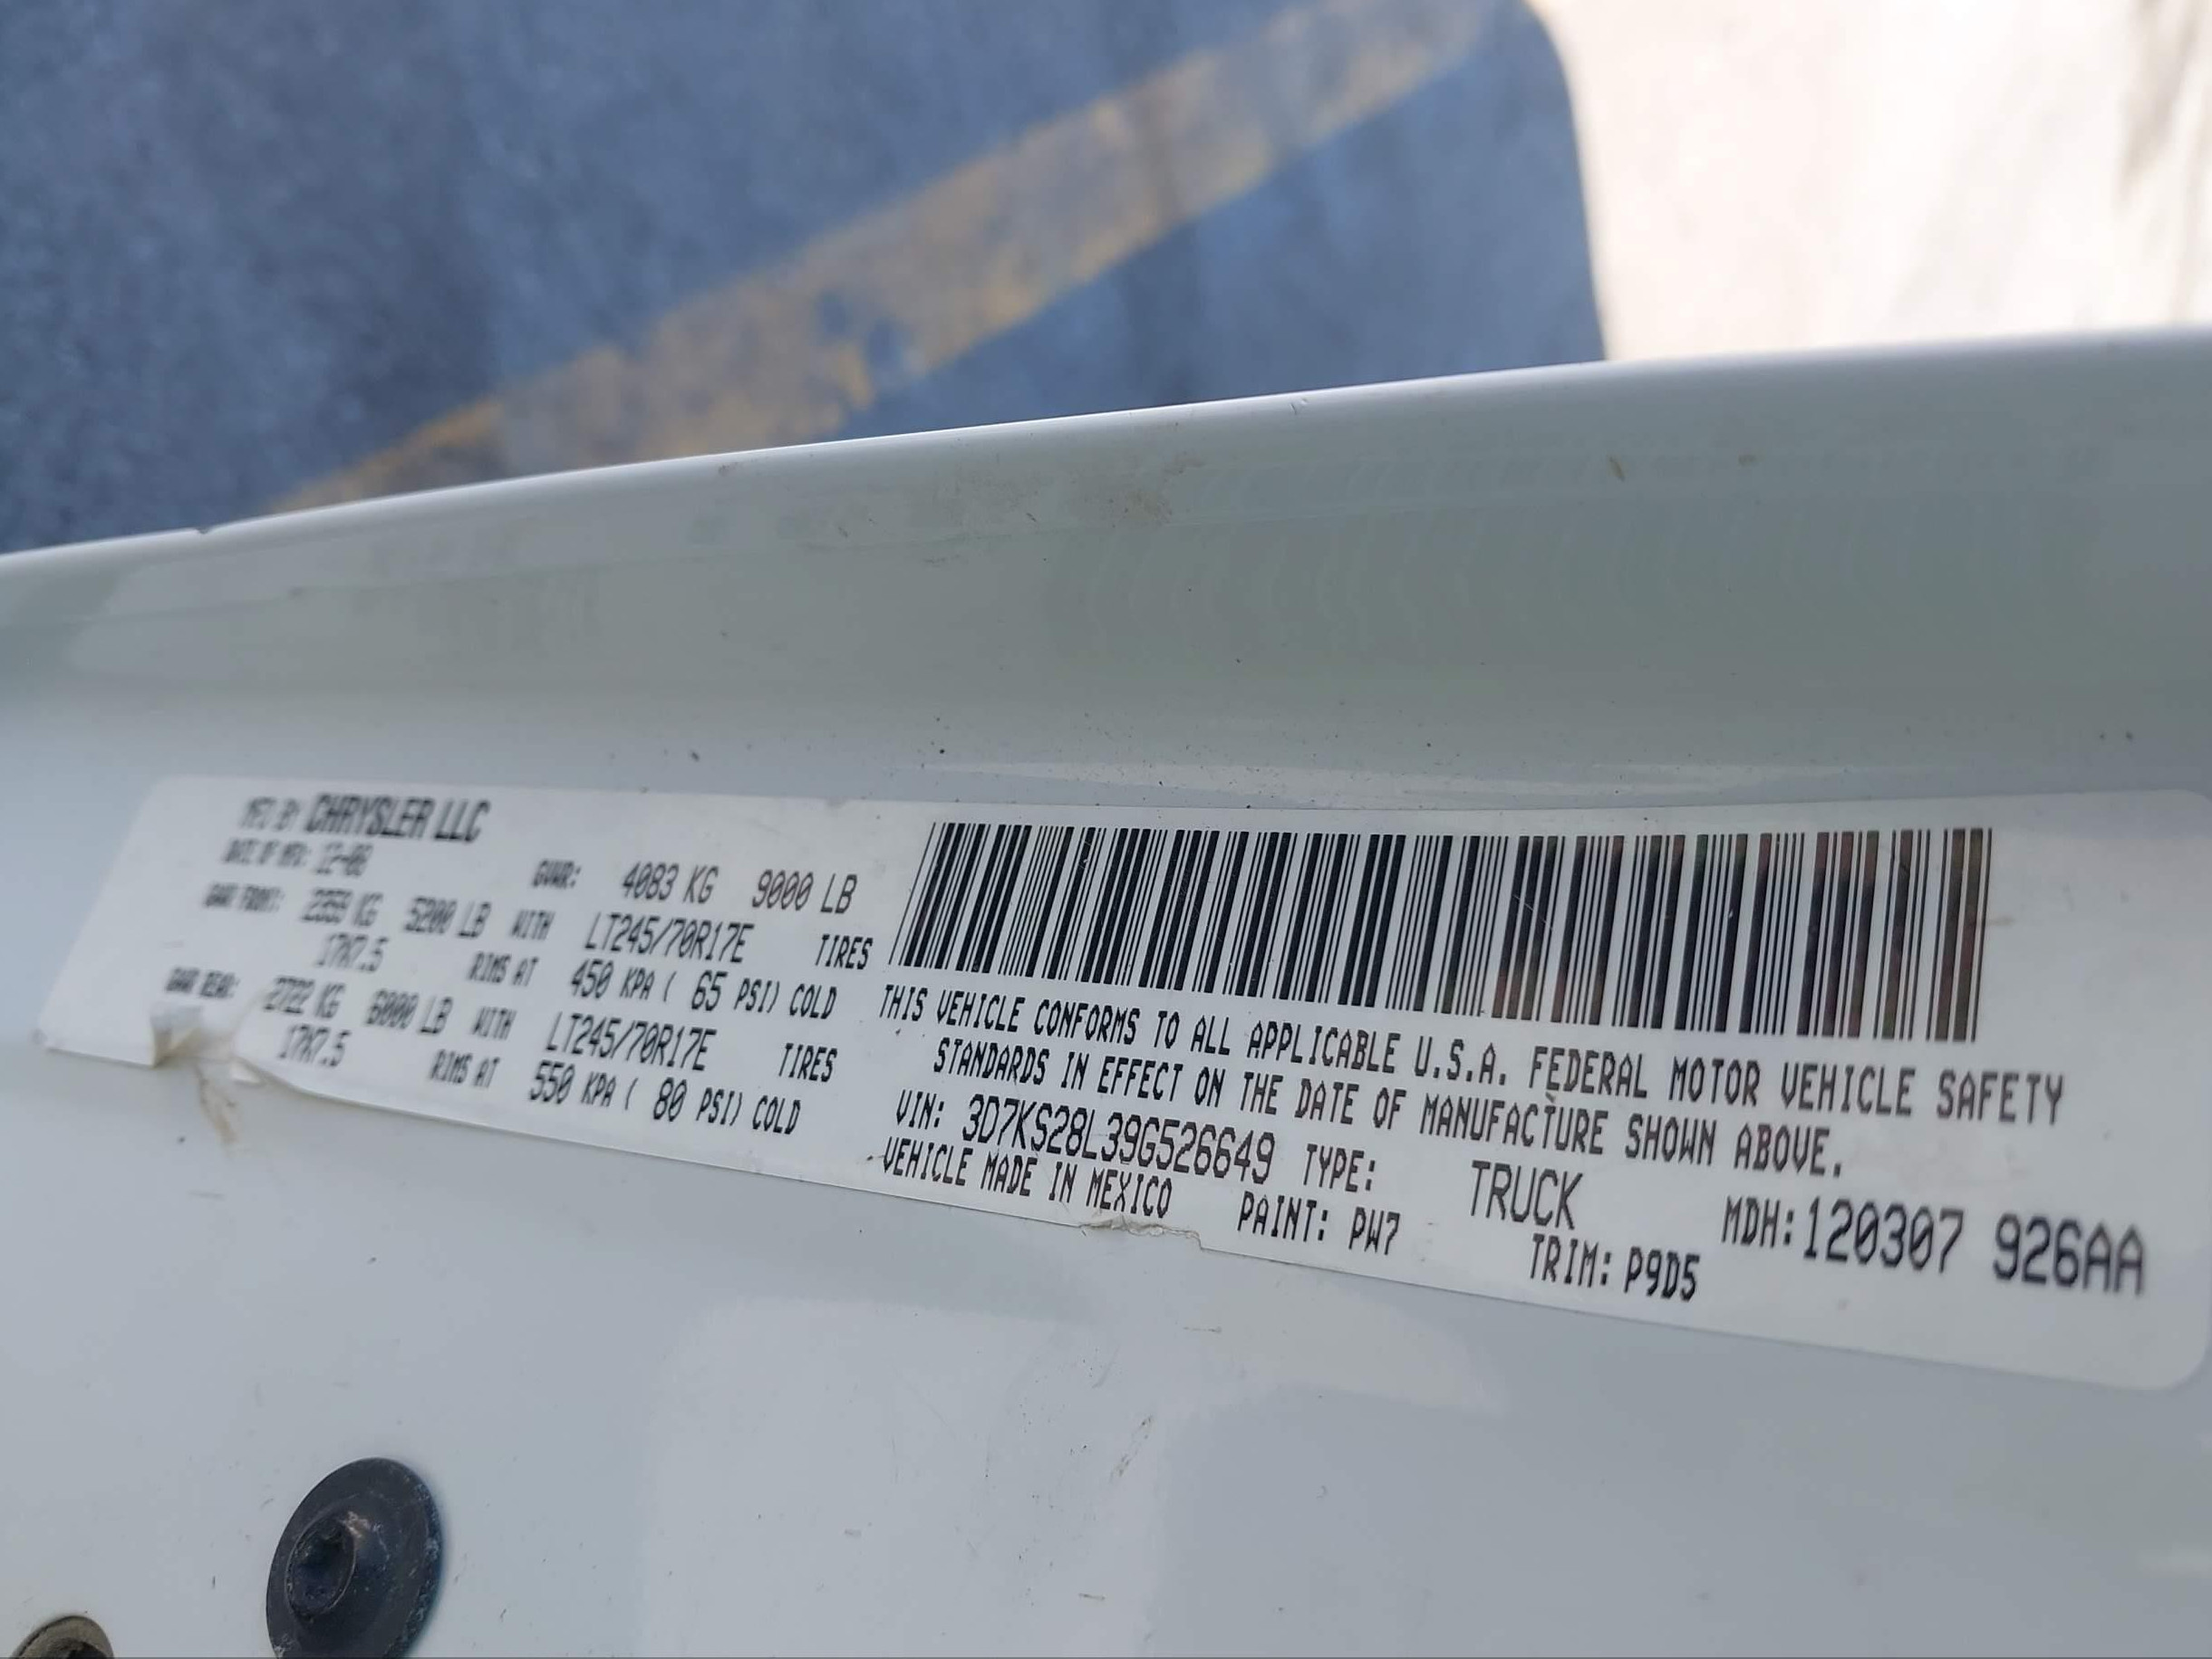 MFD BY CHRYSLER LLC
DATE OF MFD: 12-08 GVWR: 4083 KG 9000 LB
GAWR FRONT: 2359 KG 5200 LB WITH LT245/70R17E TIRES
17X7.5 RIMS AT 450 KPA ( 65 PSI) COLD
GAWR REAR: 2722 KG 6000 LB WITH LT245/70R17E TIRES
17X7.5 RIMS AT 550 KPA ( 80 PSI) COLD
THIS VEHICLE CONFORMS TO ALL APPLICABLE U.S.A. FEDERAL MOTOR VEHICLE SAFETY
STANDARDS IN EFFECT ON THE DATE OF MANUFACTURE SHOWN ABOVE.
VIN: 3D7KS28L39G526649 TYPE: TRUCK MDH:120307 926AA
VEHICLE MADE IN MEXICO PAINT: PW7 TRIM: P9D5